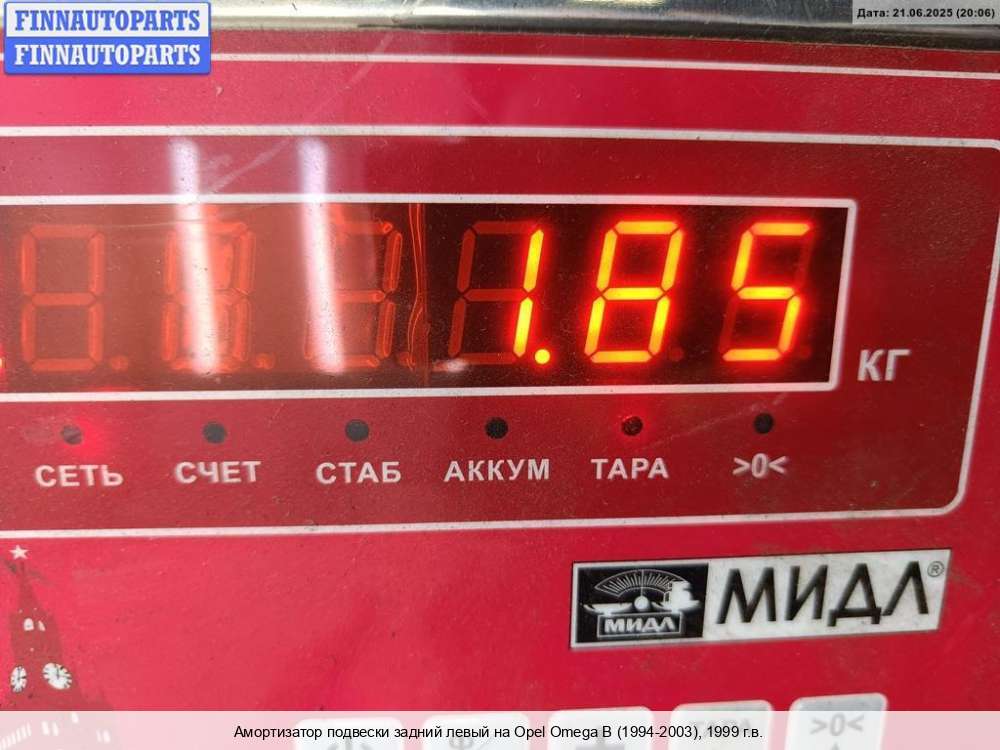 FINNAUTOPARTS
FINNAUTOPARTS
Дата: 21.06.2025 (20:06)
1.85
КГ
СЕТЬ СЧЕТ СТАБ АККУМ ТАРА >0<
МИДЛ МИДЛ®
>0<
Амортизатор подвески задний левый на Opel Omega B (1994-2003), 1999 г.в.